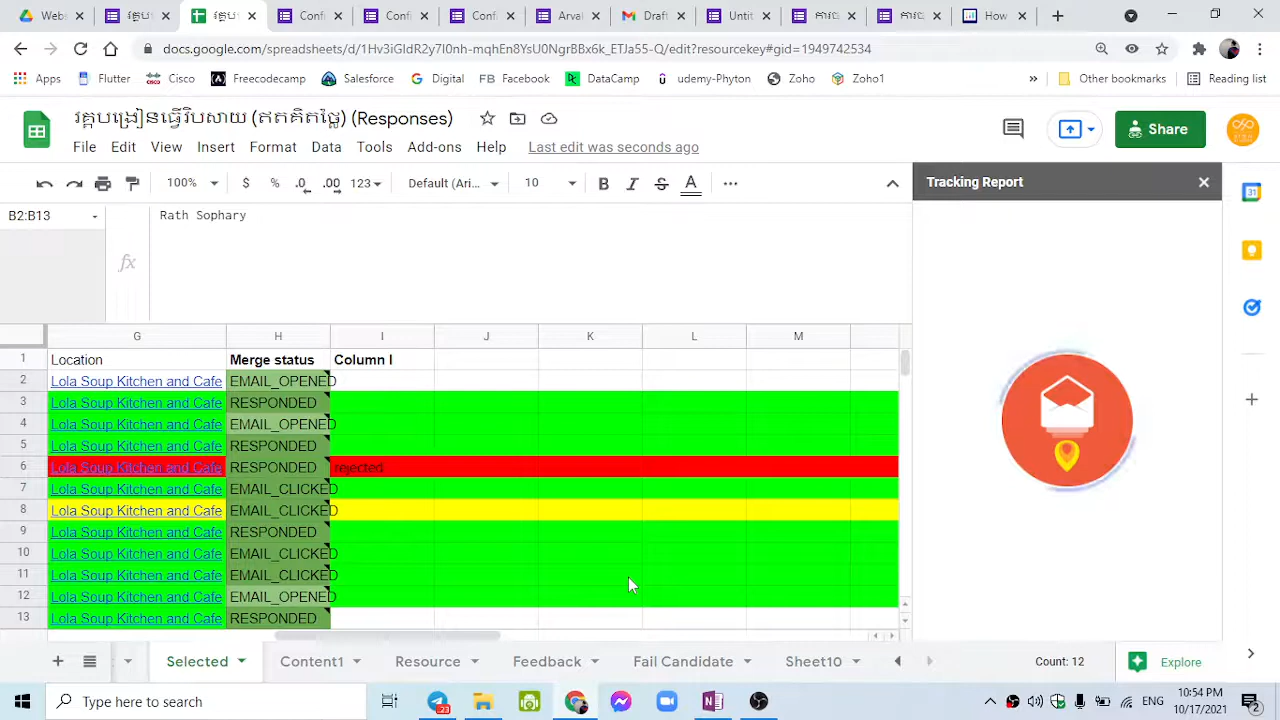 Web
Confi
Confi
Confi
Arval
Draft
Untit
How
docs.google.com/spreadsheets/d/1Hv3iGIdR2y7I0nh-mqhEn8YsU0NgrBBx6k_ETJa55-Q/edit?resourcekey#gid=1949742534
Apps
Flutter
Cisco
Freecodecamp
Salesforce
Digital
FB Facebook
DataCamp
udemy-Phyton
Zoho
Zoho1
»
Other bookmarks
Reading list
(Responses)
Share
File Edit View Insert Format Data Tools Add-ons Help Last edit was seconds ago
100% $ % .0 .00 123 Default (Ari... 10 B I S A
Tracking Report
B2:B13
fx
Rath Sophary
G H I J K L M
1 Location Merge status Column I
2 Lola Soup Kitchen and Cafe EMAIL_OPENED
3 Lola Soup Kitchen and Cafe RESPONDED
4 Lola Soup Kitchen and Cafe EMAIL_OPENED
5 Lola Soup Kitchen and Cafe RESPONDED
6 Lola Soup Kitchen and Cafe RESPONDED rejected
7 Lola Soup Kitchen and Cafe EMAIL_CLICKED
8 Lola Soup Kitchen and Cafe EMAIL_CLICKED
9 Lola Soup Kitchen and Cafe RESPONDED
10 Lola Soup Kitchen and Cafe EMAIL_CLICKED
11 Lola Soup Kitchen and Cafe EMAIL_CLICKED
12 Lola Soup Kitchen and Cafe EMAIL_OPENED
13 Lola Soup Kitchen and Cafe RESPONDED
Selected
Content1
Resource
Feedback
Fail Candidate
Sheet10
Count: 12
Explore
Type here to search
ENG
10:54 PM
10/17/2021